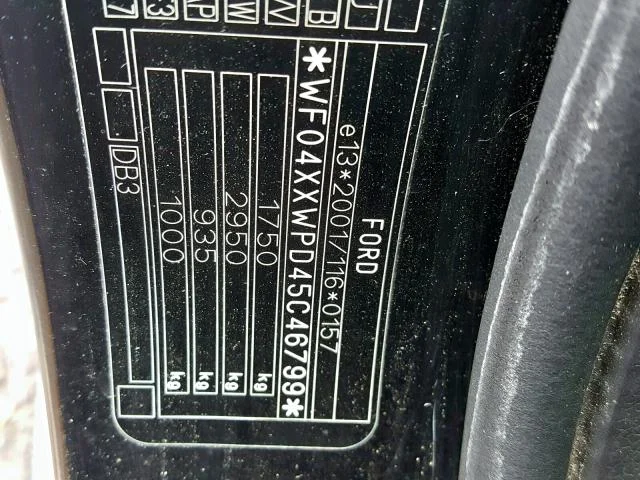 FORD
e13*2001/116*0157
*WF04XXWPD45C46799*
1750 kg
2950 kg
935 kg
1000 kg
DB3